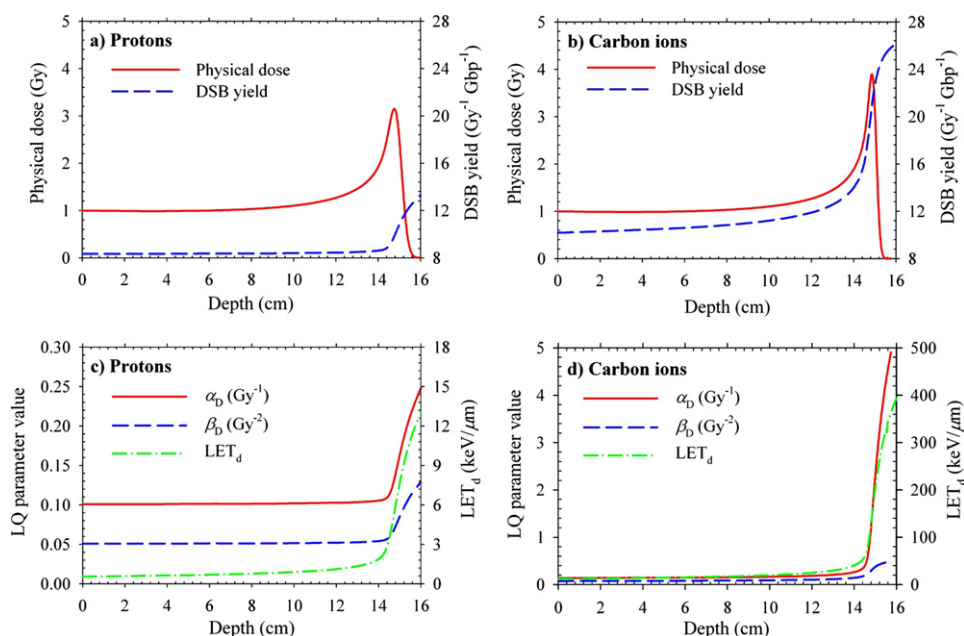 a) Protons
Physical dose
DSB yield
Physical dose (Gy)
5
4
3
2
1
0
DSB yield (Gy⁻¹ Gbp⁻¹)
28
24
20
16
12
8
0 2 4 6 8 10 12 14 16
Depth (cm)
b) Carbon ions
Physical dose
DSB yield
Physical dose (Gy)
5
4
3
2
1
0
DSB yield (Gy⁻¹ Gbp⁻¹)
28
24
20
16
12
8
0 2 4 6 8 10 12 14 16
Depth (cm)
c) Protons
α_D (Gy⁻¹)
β_D (Gy⁻²)
LET_d
LQ parameter value
0.30
0.25
0.20
0.15
0.10
0.05
0.00
LET_d (keV/μm)
18
15
12
9
6
3
0
0 2 4 6 8 10 12 14 16
Depth (cm)
d) Carbon ions
α_D (Gy⁻¹)
β_D (Gy⁻²)
LET_d
LQ parameter value
5
4
3
2
1
0
LET_d (keV/μm)
500
400
300
200
100
0
0 2 4 6 8 10 12 14 16
Depth (cm)